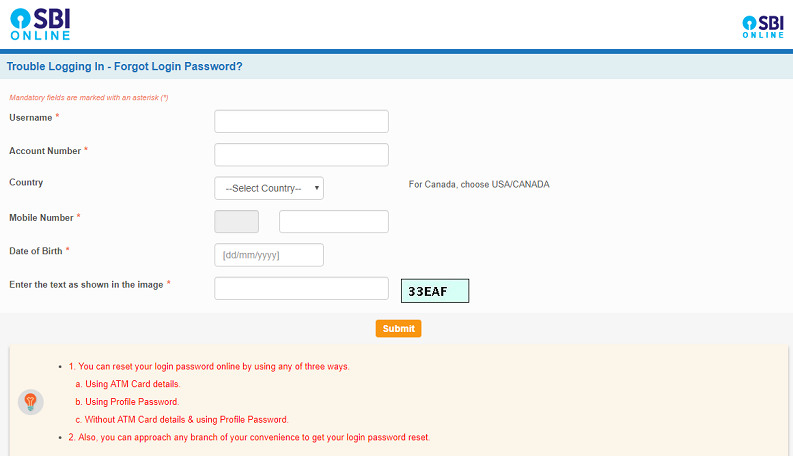 SBI
ONLINE
SBI
ONLINE
Trouble Logging In - Forgot Login Password?
Mandatory fields are marked with an asterisk (*)
Username *
Account Number *
Country
--Select Country--
For Canada, choose USA/CANADA
Mobile Number *
Date of Birth *
[dd/mm/yyyy]
Enter the text as shown in the image *
33EAF
Submit
1. You can reset your login password online by using any of three ways.
a. Using ATM Card details.
b. Using Profile Password.
c. Without ATM Card details & using Profile Password.
2. Also, you can approach any branch of your convenience to get your login password reset.